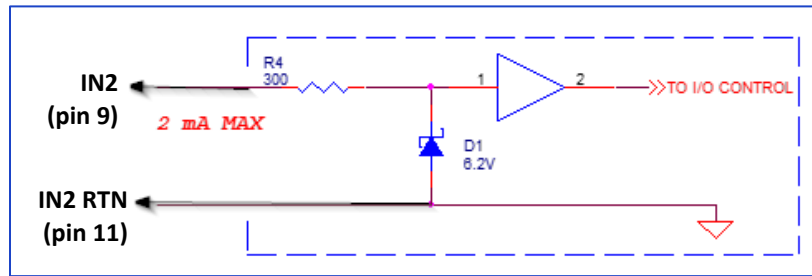 R4
300
IN2
(pin 9)
2 mA MAX
1
2
TO I/O CONTROL
D1
6.2V
IN2 RTN
(pin 11)